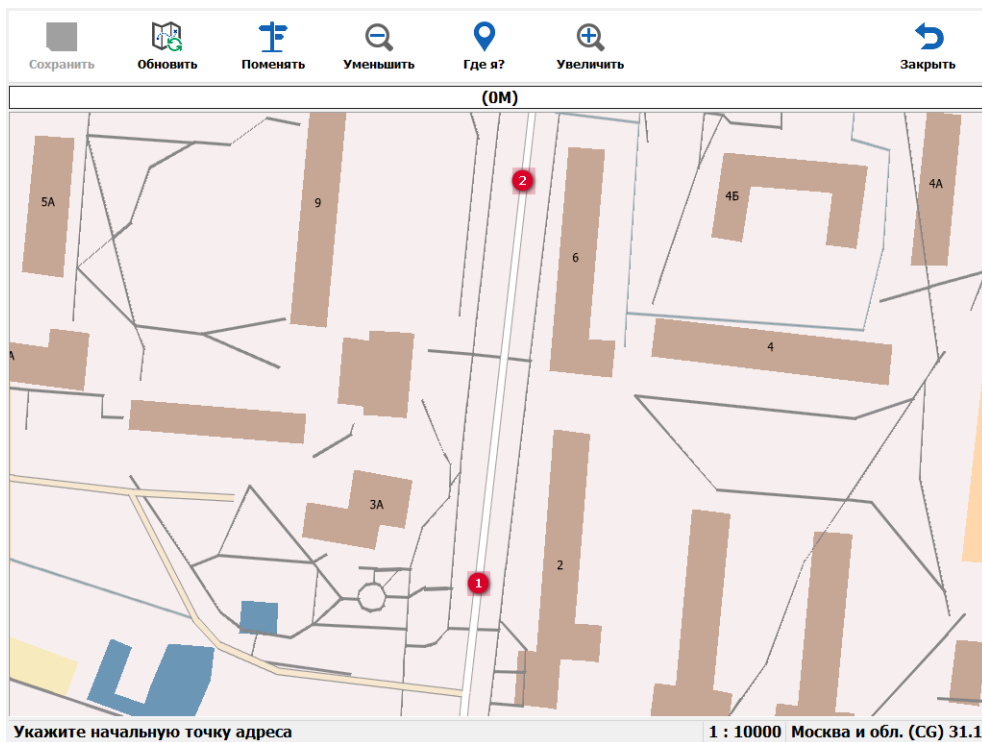 Сохранить Обновить Поменять Уменьшить Где я? Увеличить Закрыть
(0М)
2
5А
9
4Б
4А
6
4
А
3А
2
1
Укажите начальную точку адреса 1 : 10000 Москва и обл. (CG) 31.1